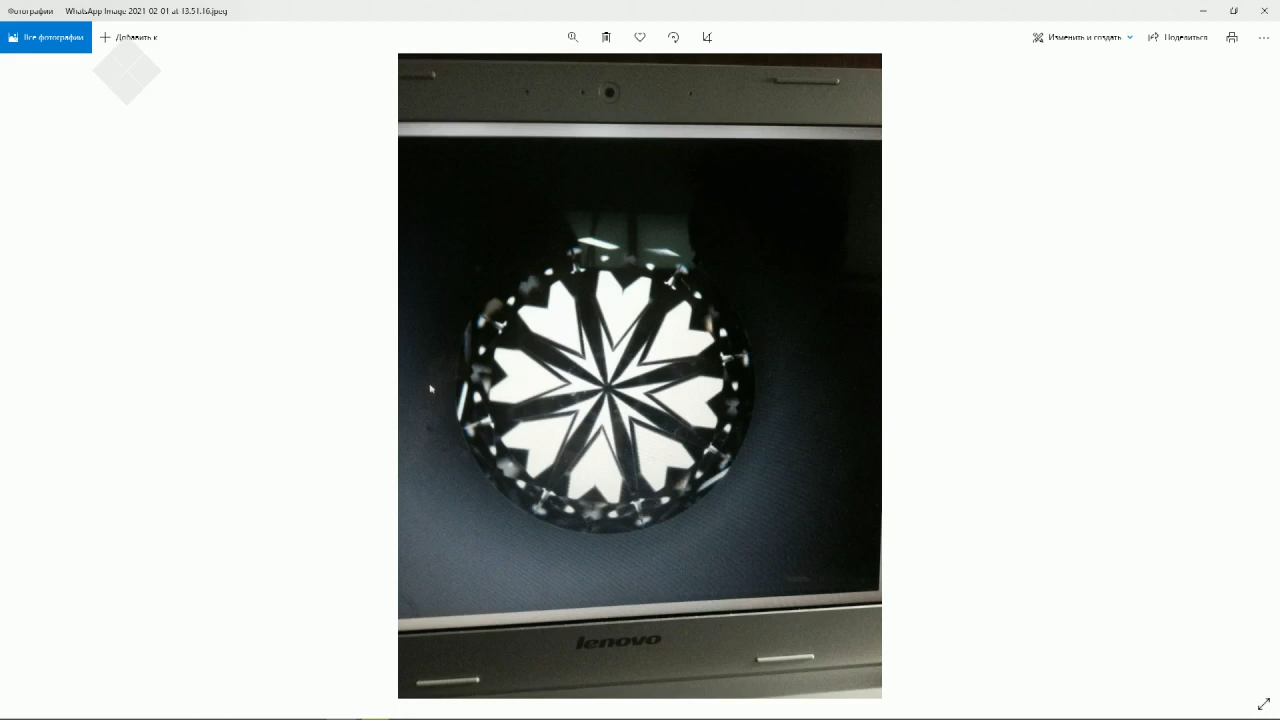 Фотографии    WhatsApp Image 2021-02-01 at 13.51.16.jpeg
Все фотографии    Добавить к    Изменить и создать    Поделиться
lenovo